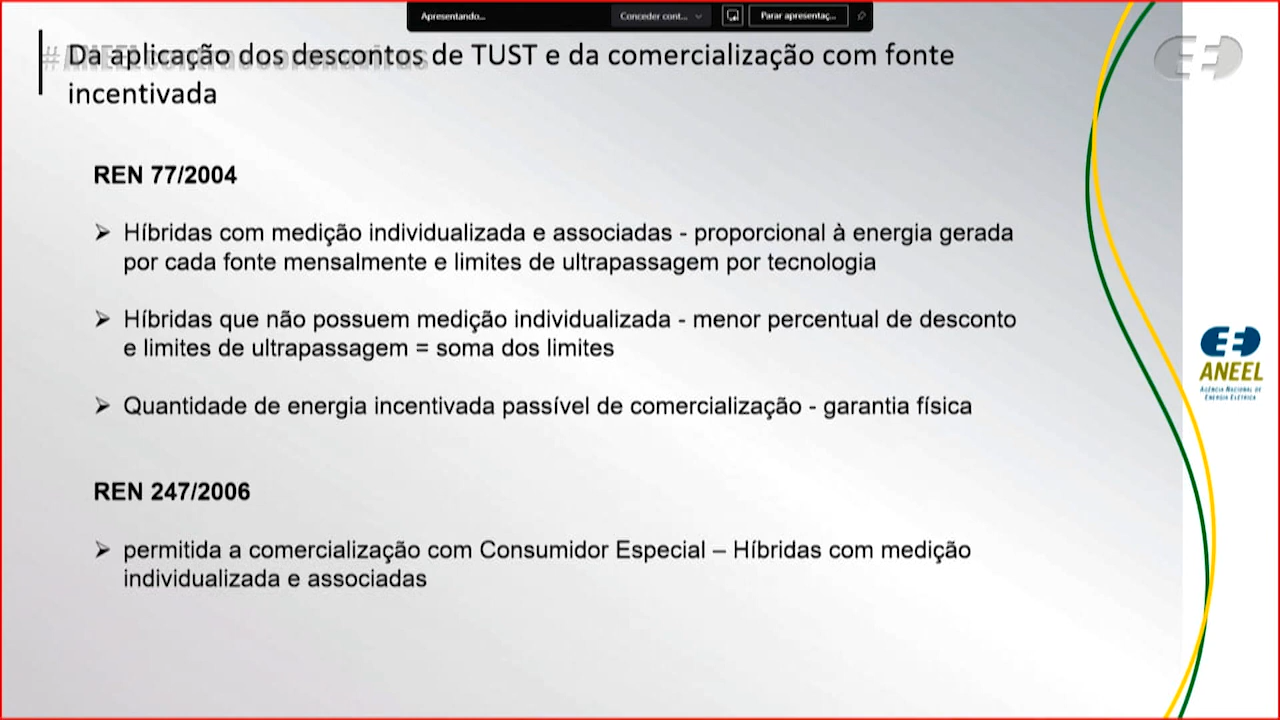 Apresentando...
Conceder cont...
Parar apresentaç...
#ANEELcontraocoronavírus
Da aplicação dos descontos de TUST e da comercialização com fonte
incentivada
REN 77/2004
➢ Híbridas com medição individualizada e associadas - proporcional à energia gerada
por cada fonte mensalmente e limites de ultrapassagem por tecnologia
➢ Híbridas que não possuem medição individualizada - menor percentual de desconto
e limites de ultrapassagem = soma dos limites
➢ Quantidade de energia incentivada passível de comercialização - garantia física
REN 247/2006
➢ permitida a comercialização com Consumidor Especial – Híbridas com medição
individualizada e associadas
ANEEL
AGÊNCIA NACIONAL DE
ENERGIA ELÉTRICA